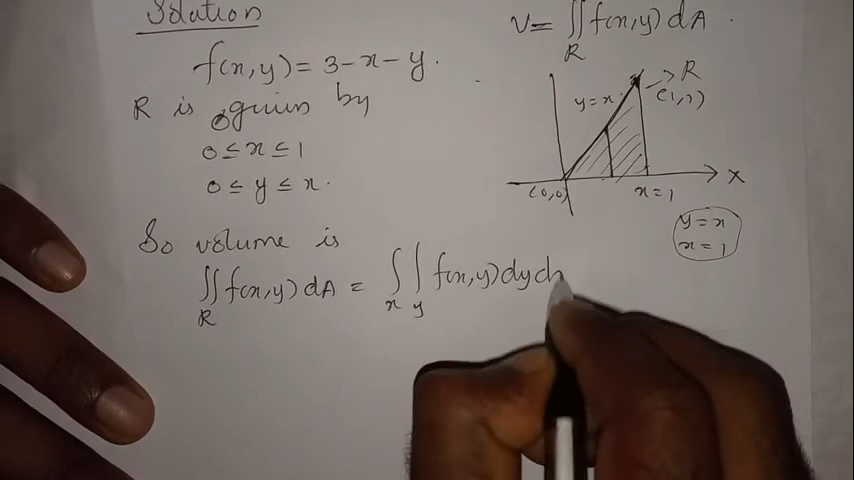 Solution
V = ∬ f(x,y) dA .
R
f(x,y) = 3 - x - y.
R is given by
0 ≤ x ≤ 1
0 ≤ y ≤ x.
y = x
R
(1,1)
(0,0)
x = 1
X
y = x
x = 1
So volume is
∬ f(x,y) dA = ∫ ∫ f(x,y) dy dx
R x y